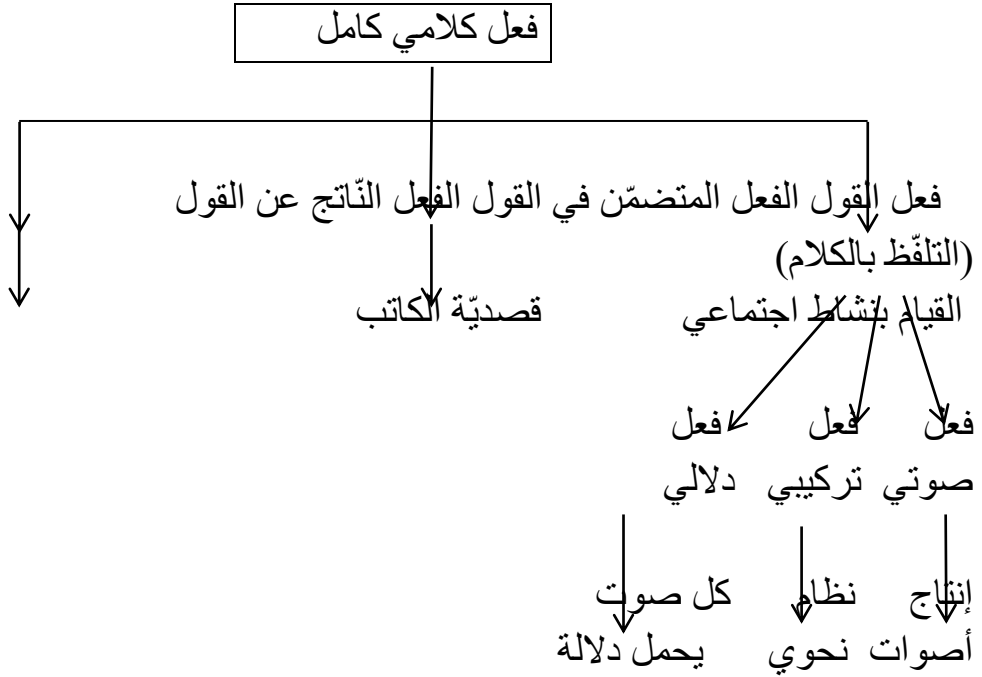 فعل كلامي كامل
فعل القول الفعل المتضمّن في القول الفعل النّاتج عن القول
(التلفّظ بالكلام)
القيام بنشاط اجتماعي قصديّة الكاتب
فعل فعل فعل
صوتي تركيبي دلالي
إنتاج نظام كل صوت
أصوات نحوي يحمل دلالة